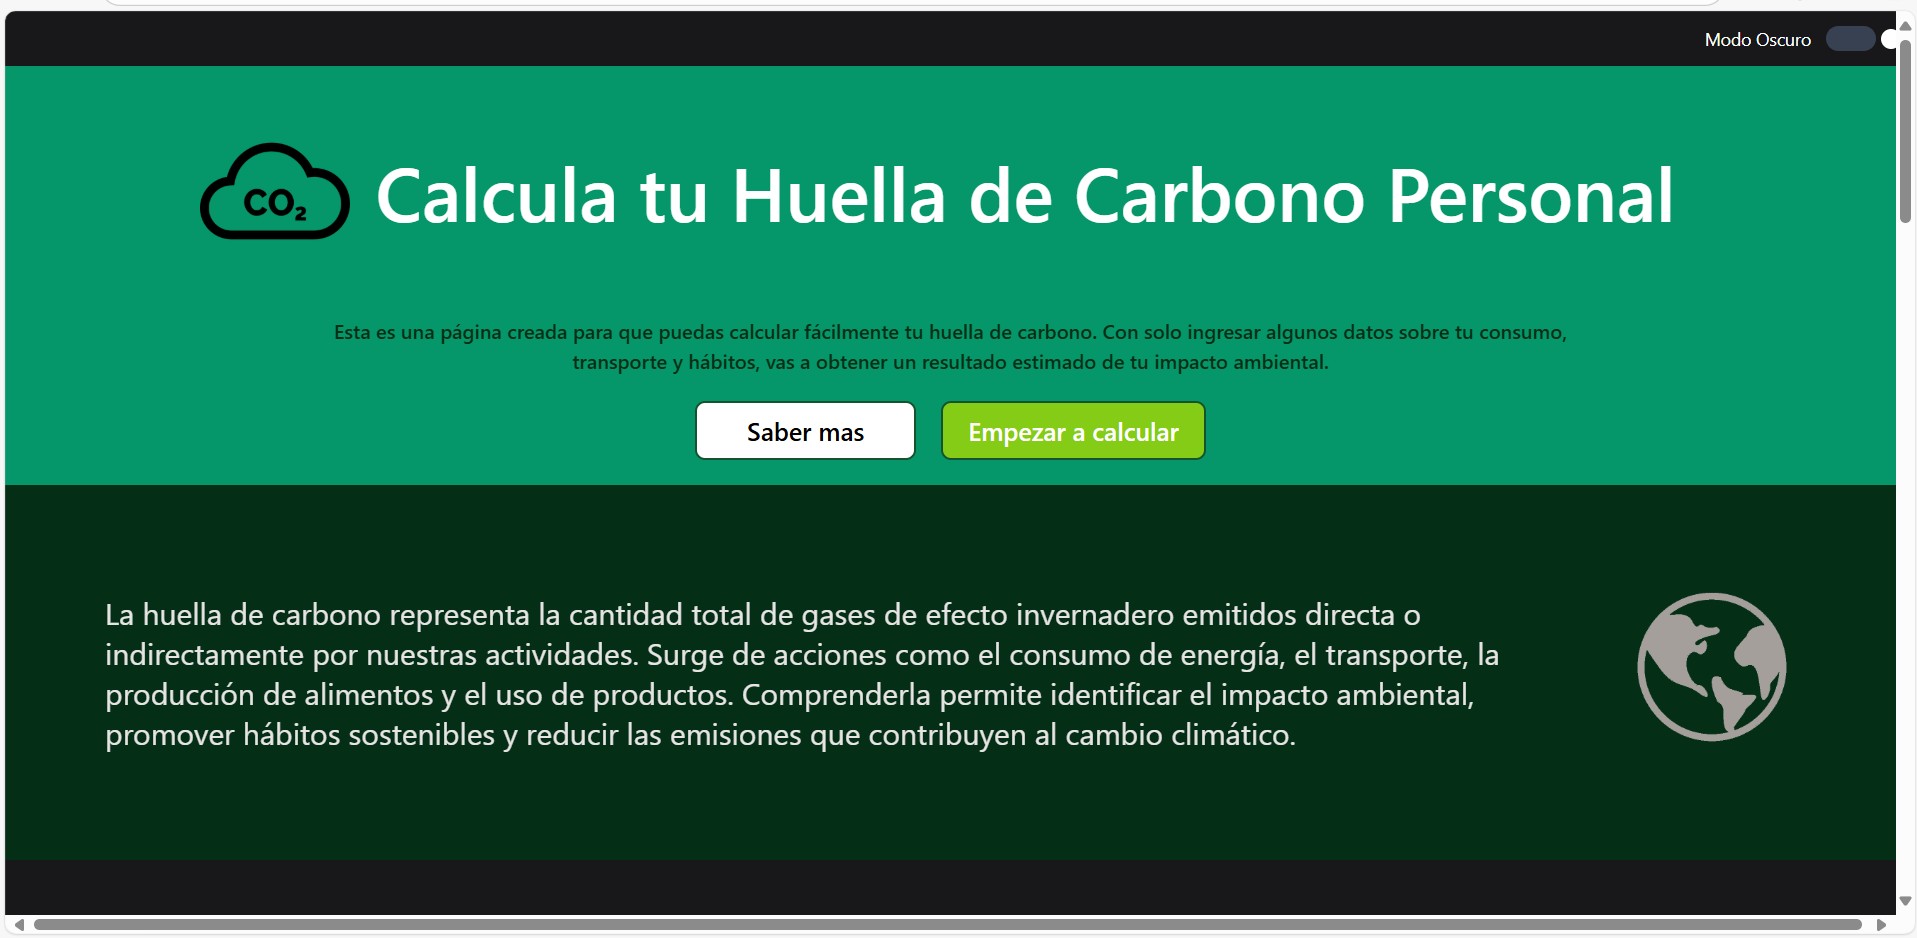 Modo Oscuro
CO₂
Calcula tu Huella de Carbono Personal
Esta es una página creada para que puedas calcular fácilmente tu huella de carbono. Con solo ingresar algunos datos sobre tu consumo,
transporte y hábitos, vas a obtener un resultado estimado de tu impacto ambiental.
Saber mas
Empezar a calcular
La huella de carbono representa la cantidad total de gases de efecto invernadero emitidos directa o
indirectamente por nuestras actividades. Surge de acciones como el consumo de energía, el transporte, la
producción de alimentos y el uso de productos. Comprenderla permite identificar el impacto ambiental,
promover hábitos sostenibles y reducir las emisiones que contribuyen al cambio climático.